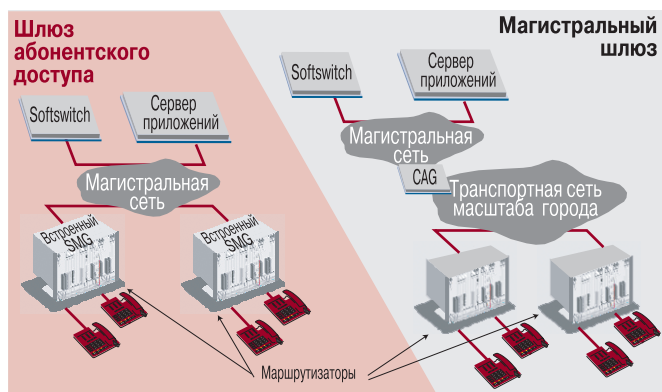 Шлюз
абонентского
доступа
Softswitch
Сервер
приложений
Магистральная
сеть
Встроенный
SMG
Встроенный
SMG
Магистральный
шлюз
Softswitch
Сервер
приложений
Магистральная
сеть
CAG
Транспортная сеть
масштаба города
Маршрутизаторы